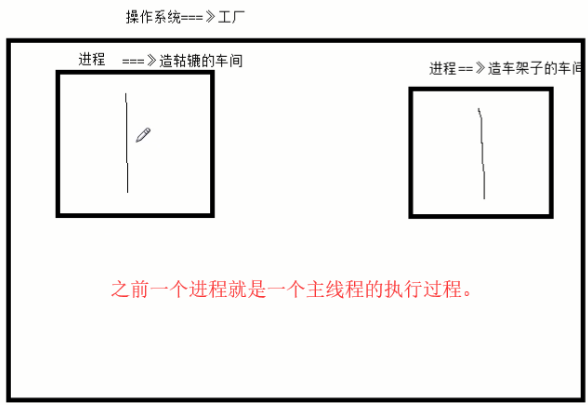 操作系统===》工厂
进程 ===》造轱辘的车间
进程==》造车架子的车间
之前一个进程就是一个主线程的执行过程。